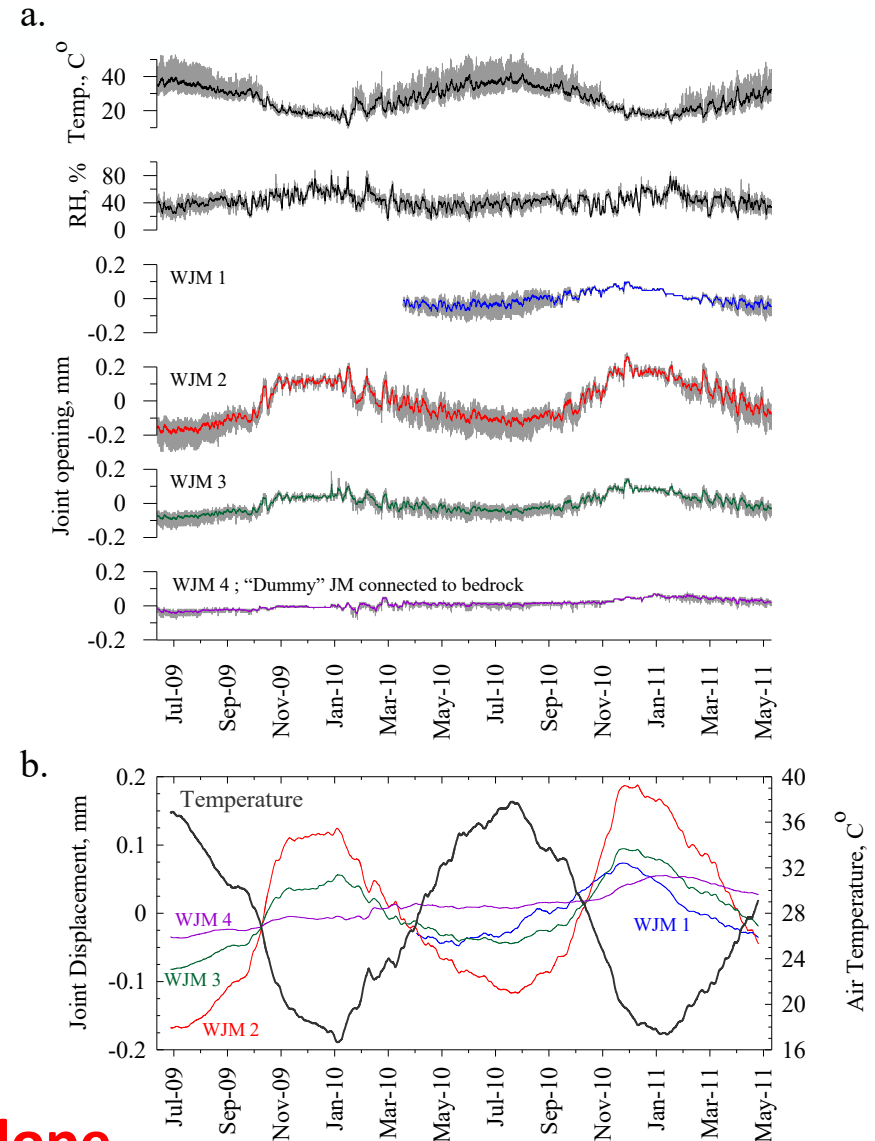 a.
Temp., C°
40
20
RH, %
80
40
0
Joint opening, mm
0.2
0
-0.2
WJM 1
0.2
0
-0.2
WJM 2
0.2
0
-0.2
WJM 3
0.2
0
-0.2
WJM 4 ; “Dummy” JM connected to bedrock
Jul-09
Sep-09
Nov-09
Jan-10
Mar-10
May-10
Jul-10
Sep-10
Nov-10
Jan-11
Mar-11
May-11
b.
Joint Displacement, mm
0.2
0.1
0
-0.1
-0.2
Temperature
WJM 4
WJM 3
WJM 2
WJM 1
40
36
32
28
24
20
16
Air Temperature, C°
Jul-09
Sep-09
Nov-09
Jan-10
Mar-10
May-10
Jul-10
Sep-10
Nov-10
Jan-11
Mar-11
May-11